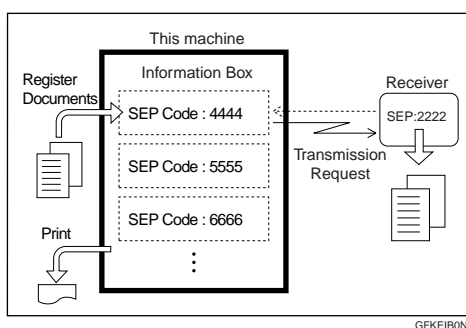 This machine
Information Box
Register
Documents
SEP Code : 4444
SEP Code : 5555
SEP Code : 6666
Print
Receiver
SEP:2222
Transmission
Request
GFKEIB0N